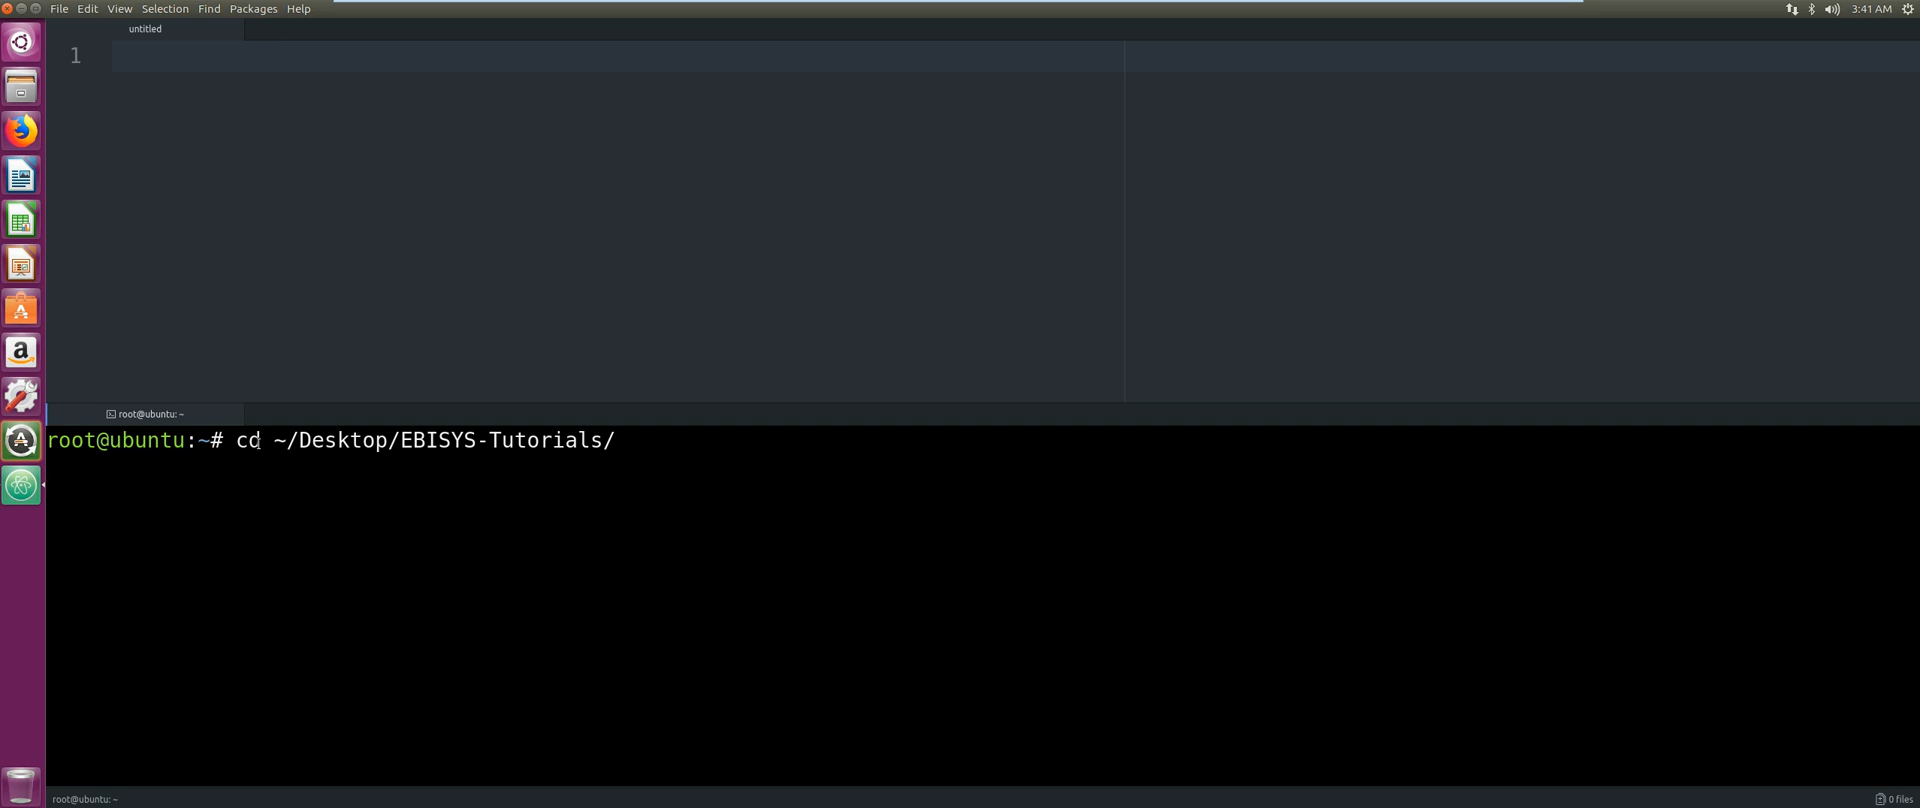 File Edit View Selection Find Packages Help
3:41 AM
untitled
1
root@ubuntu: ~
root@ubuntu:~# cd ~/Desktop/EBISYS-Tutorials/
root@ubuntu: ~
0 files